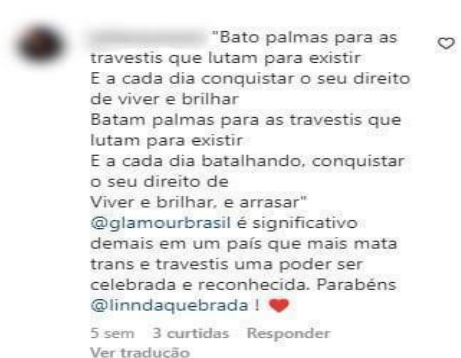 "Bato palmas para as
travestis que lutam para existir
E a cada dia conquistar o seu direito
de viver e brilhar
Batam palmas para as travestis que
lutam para existir
E a cada dia batalhando, conquistar
o seu direito de
Viver e brilhar, e arrasar"
@glamourbrasil é significativo
demais em um país que mais mata
trans e travestis uma poder ser
celebrada e reconhecida. Parabéns
@linndaquebrada ! ❤️
5 sem 3 curtidas Responder
Ver tradução